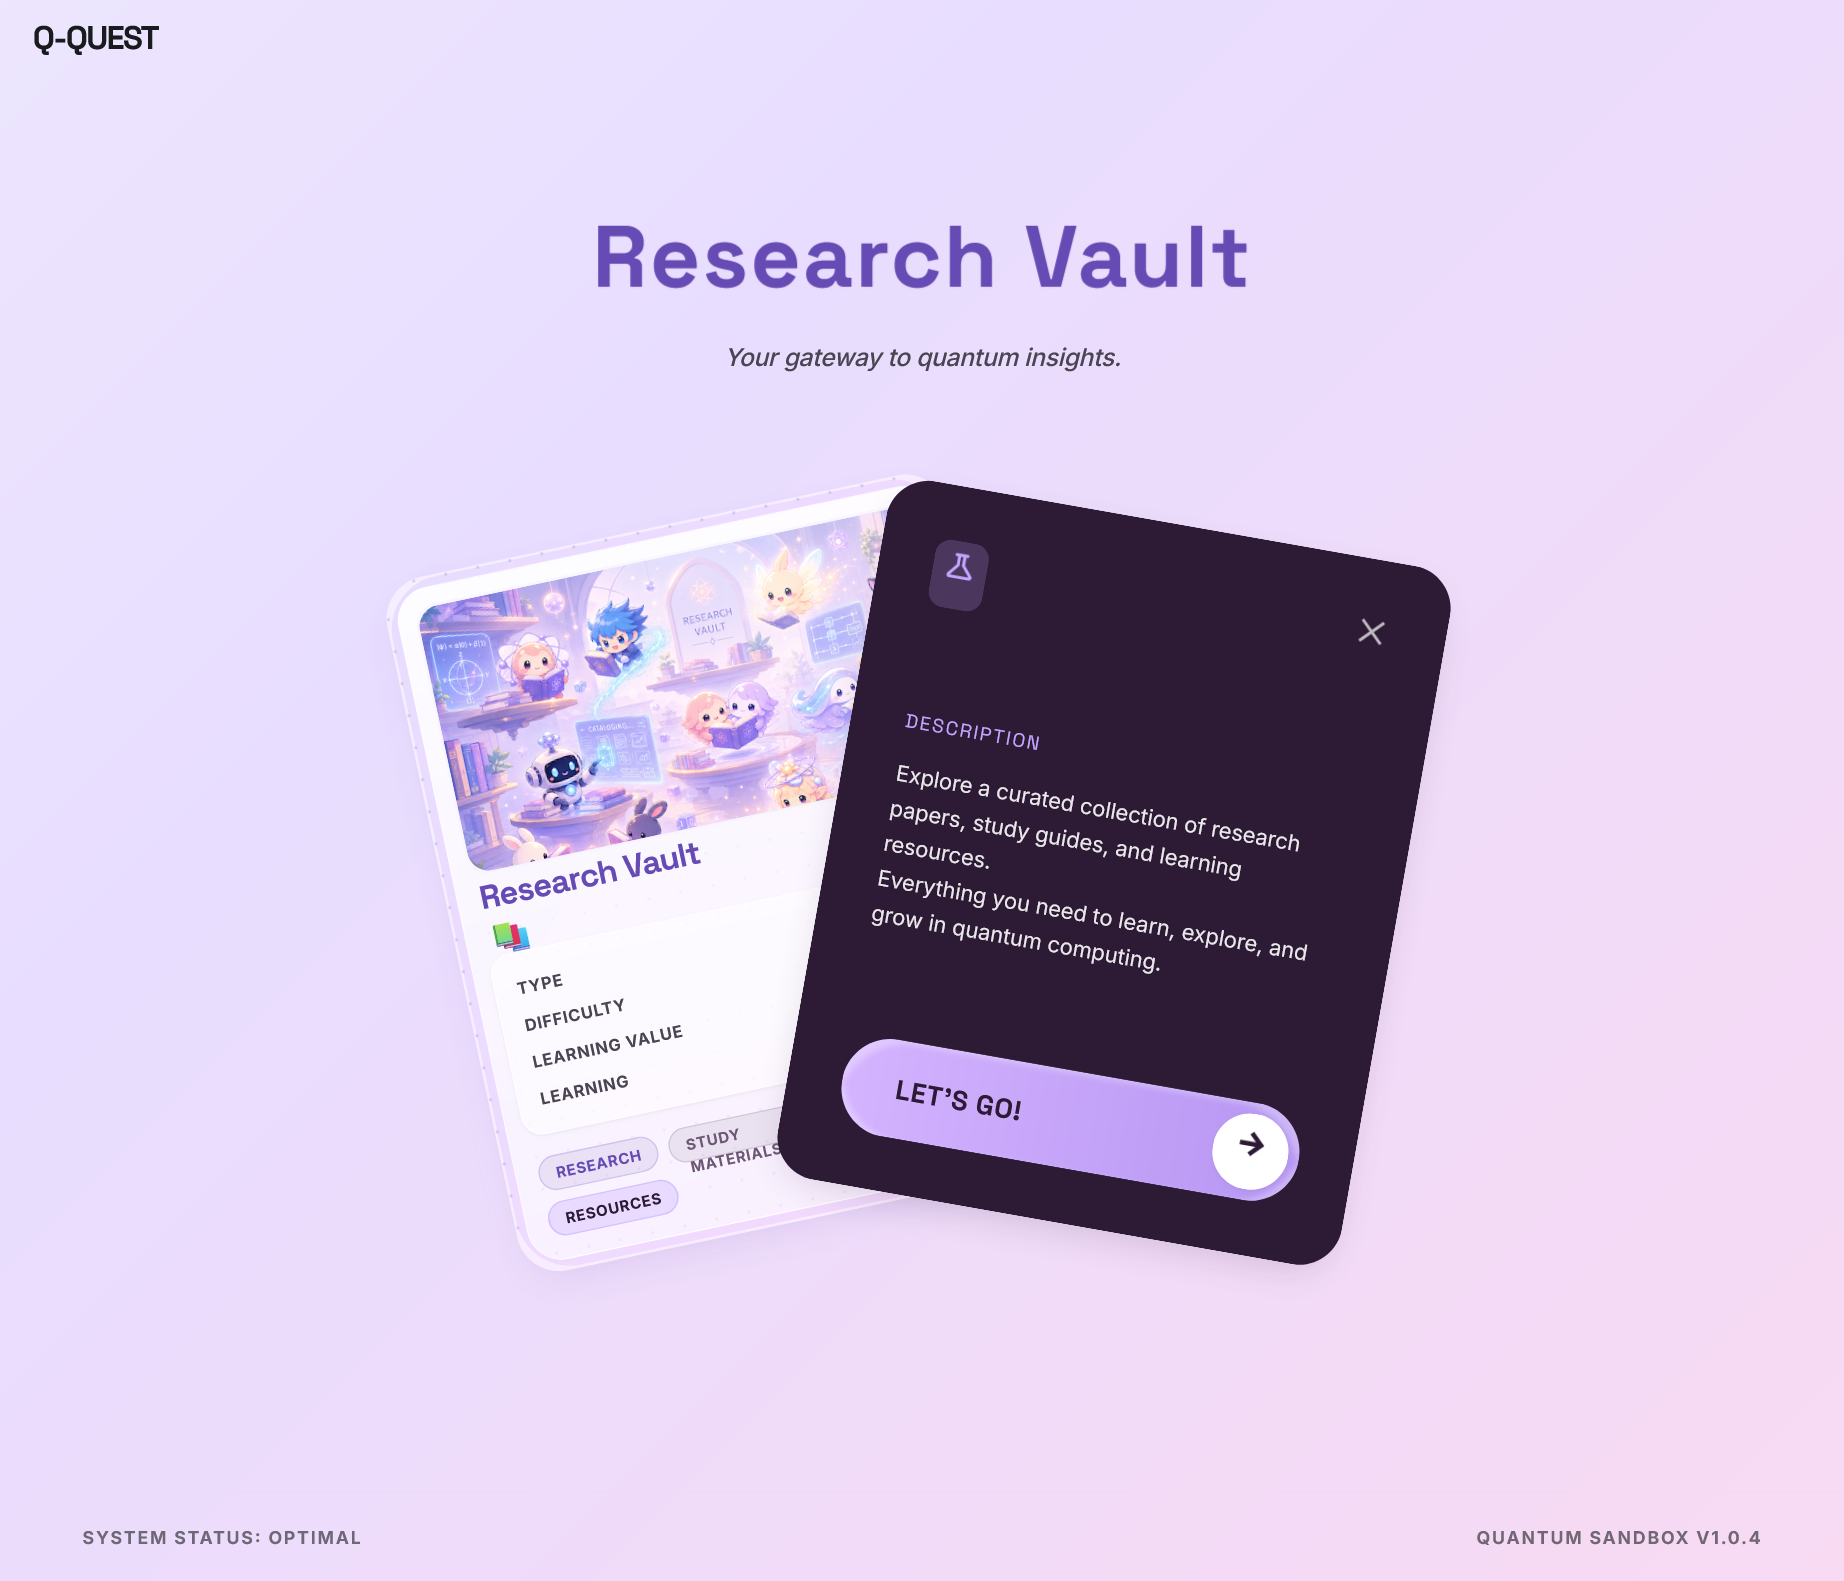 Q-QUEST
Research Vault
Your gateway to quantum insights.
RESEARCH
VAULT
CATALOGING...
Research Vault
TYPE
DIFFICULTY
LEARNING VALUE
LEARNING
RESEARCH
STUDY
MATERIALS
RESOURCES
DESCRIPTION
Explore a curated collection of research
papers, study guides, and learning
resources.
Everything you need to learn, explore, and
grow in quantum computing.
LET'S GO!
SYSTEM STATUS: OPTIMAL
QUANTUM SANDBOX V1.0.4